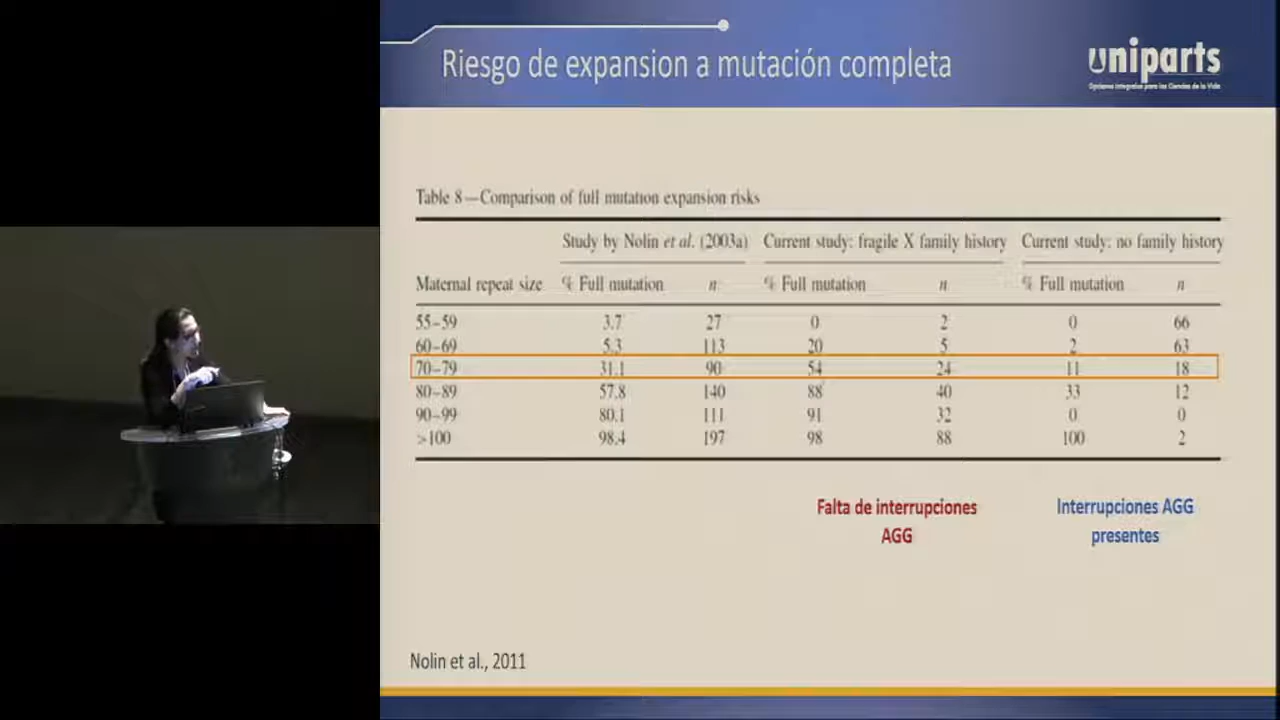 Riesgo de expansion a mutación completa
uniparts
Opciones Integrales para las Ciencias de la Vida
Table 8—Comparison of full mutation expansion risks
Study by Nolin et al. (2003a) Current study: fragile X family history Current study: no family history
Maternal repeat size % Full mutation n % Full mutation n % Full mutation n
55–59 3.7 27 0 2 0 66
60–69 5.3 113 20 5 2 63
70–79 31.1 90 54 24 11 18
80–89 57.8 140 88 40 33 12
90–99 80.1 111 91 32 0 0
>100 98.4 197 98 88 100 2
Falta de interrupciones
AGG
Interrupciones AGG
presentes
Nolin et al., 2011